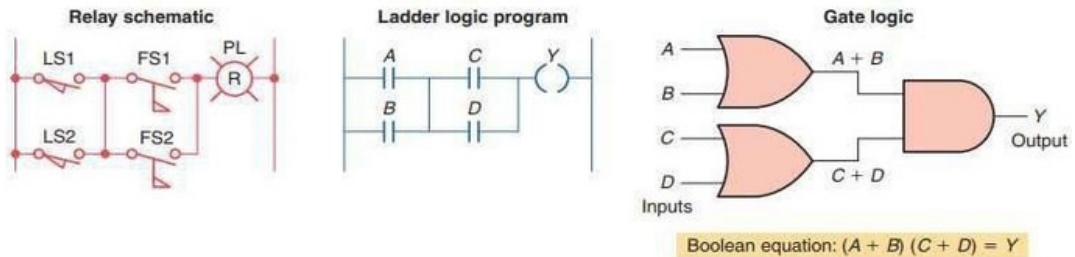 Relay schematic
LS1
FS1
PL
R
LS2
FS2
Ladder logic program
A
C
Y
B
D
Gate logic
A
A + B
B
Y
Output
C
C + D
D
Inputs
Boolean equation: (A + B) (C + D) = Y